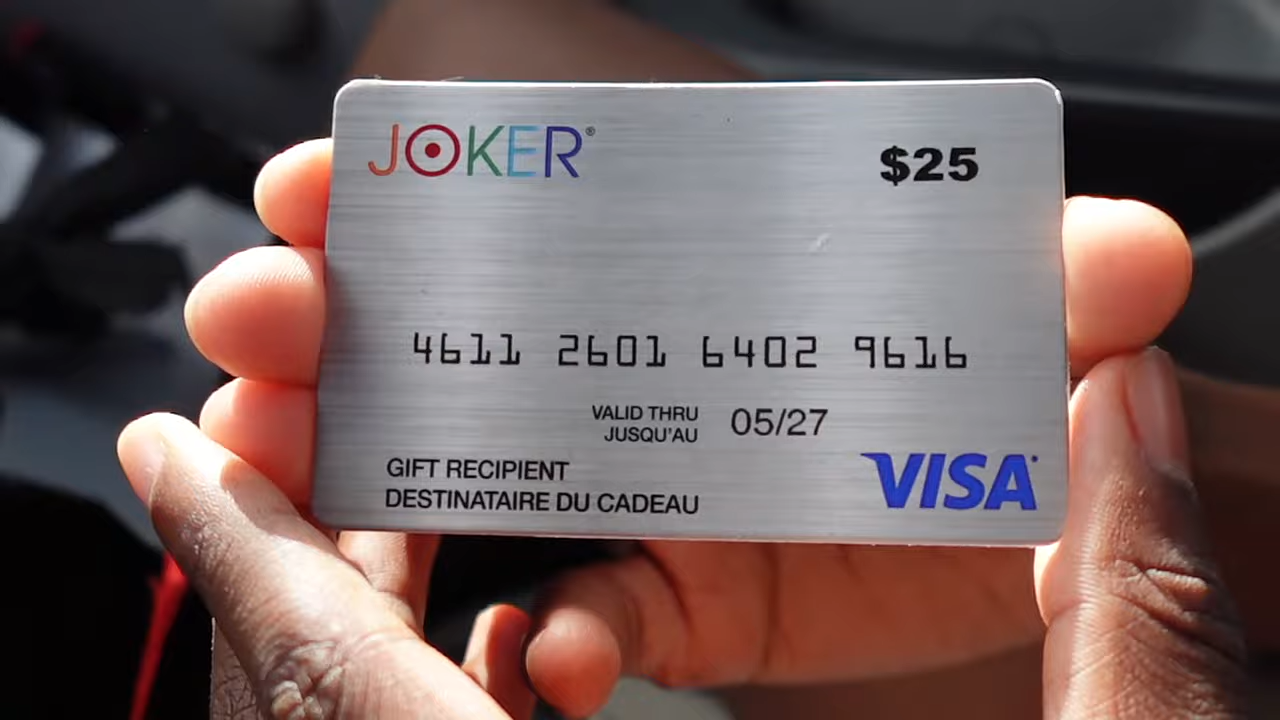 JOKER®
$25
4611 2601 6402 9616
VALID THRU
JUSQU'AU
05/27
GIFT RECIPIENT
DESTINATAIRE DU CADEAU
VISA